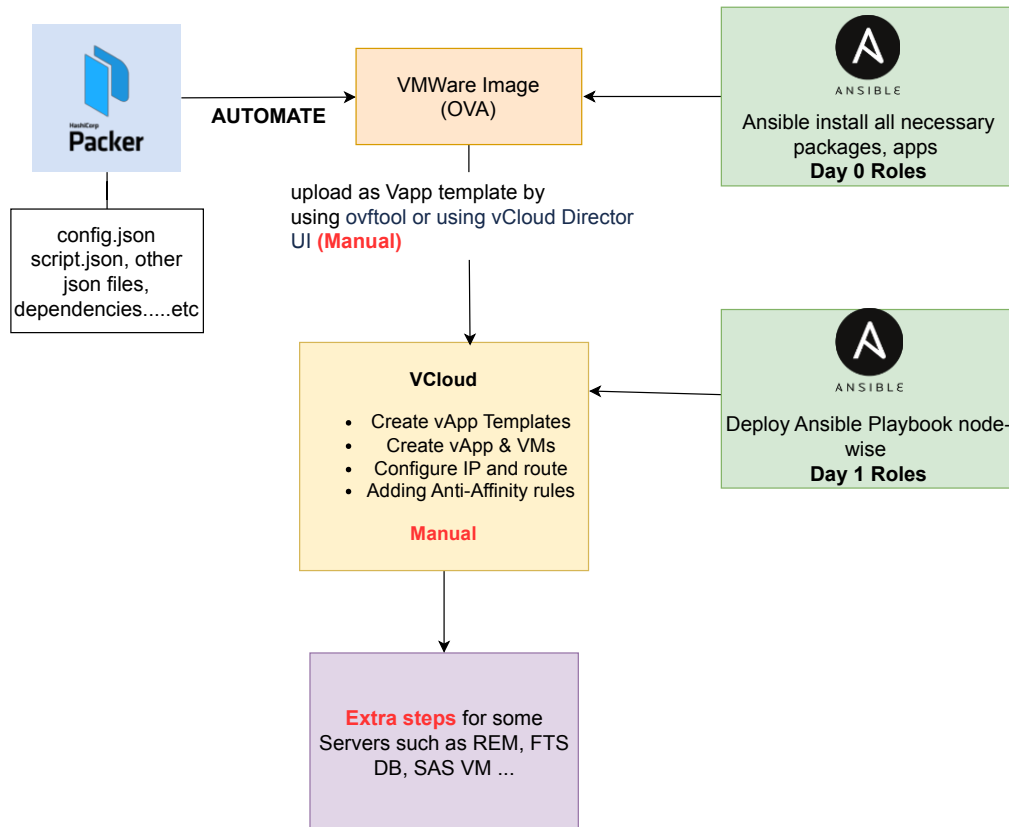 HashiCorp
Packer
AUTOMATE
VMWare Image
(OVA)
ANSIBLE
Ansible install all necessary
packages, apps
Day 0 Roles
config.json
script.json, other
json files,
dependencies.....etc
upload as Vapp template by
using ovftool or using vCloud Director
UI (Manual)
VCloud
• Create vApp Templates
• Create vApp & VMs
• Configure IP and route
• Adding Anti-Affinity rules
Manual
ANSIBLE
Deploy Ansible Playbook node-
wise
Day 1 Roles
Extra steps for some
Servers such as REM, FTS
DB, SAS VM ...